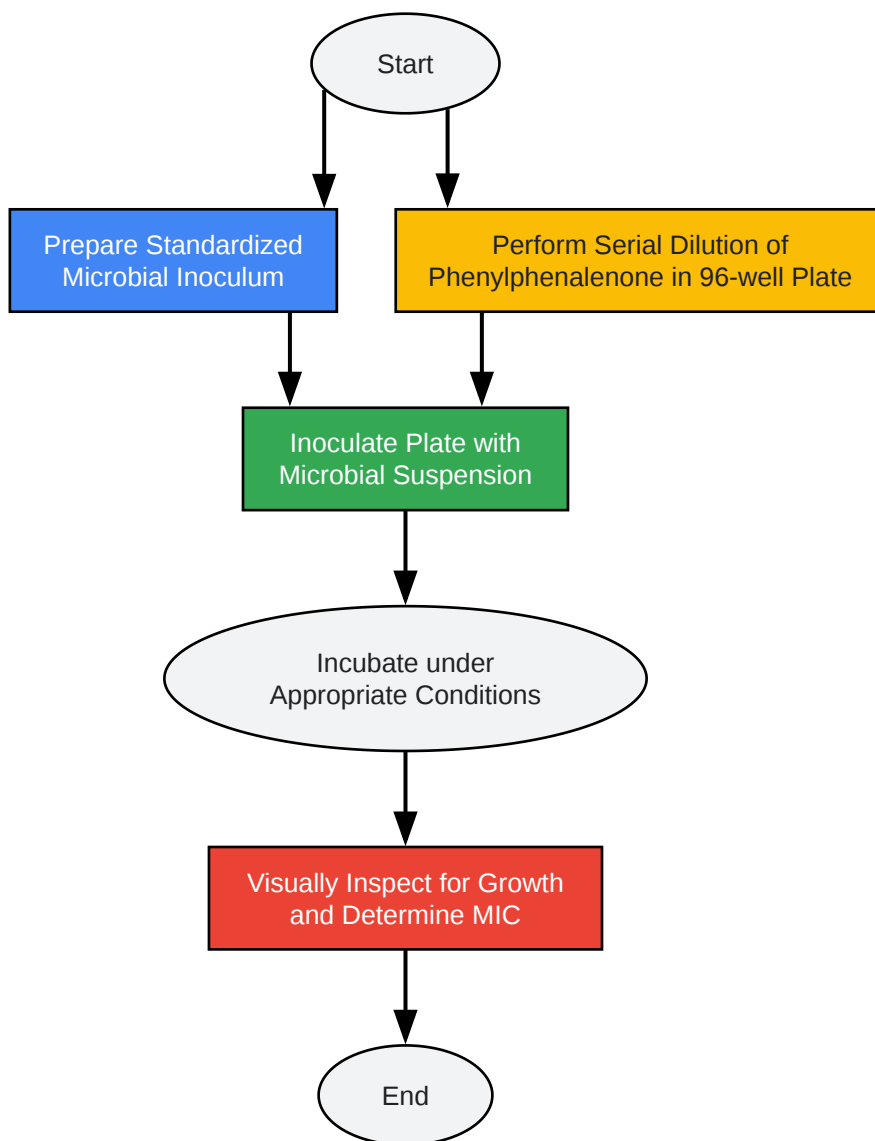 Start
Prepare Standardized
Microbial Inoculum
Perform Serial Dilution of
Phenylphenalenone in 96-well Plate
Inoculate Plate with
Microbial Suspension
Incubate under
Appropriate Conditions
Visually Inspect for Growth
and Determine MIC
End